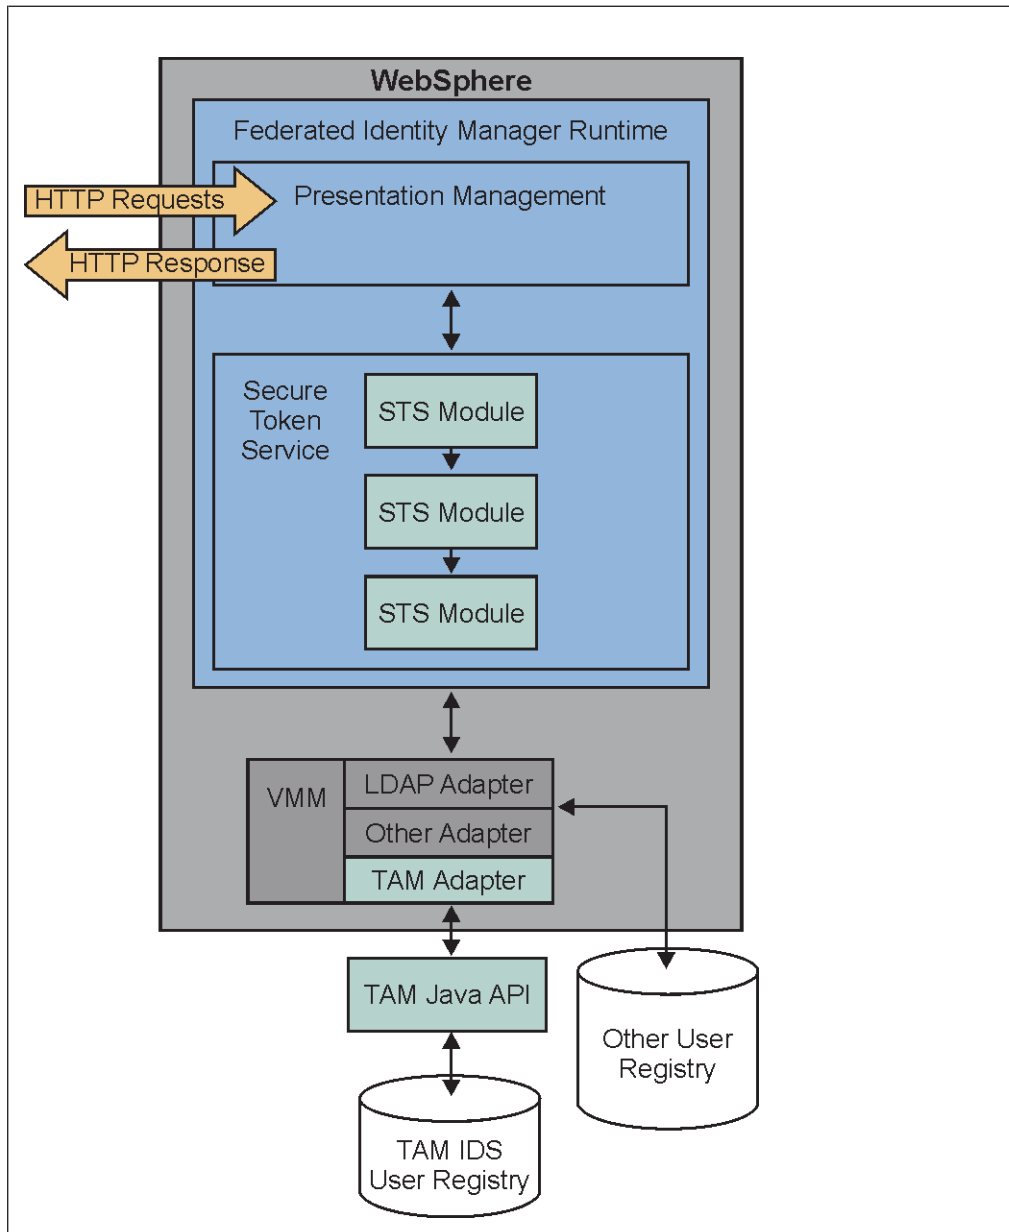 WebSphere
Federated Identity Manager Runtime
HTTP Requests
Presentation Management
HTTP Response
Secure
Token
Service
STS Module
STS Module
STS Module
VMM
LDAP Adapter
Other Adapter
TAM Adapter
TAM Java API
Other User
Registry
TAM IDS
User Registry